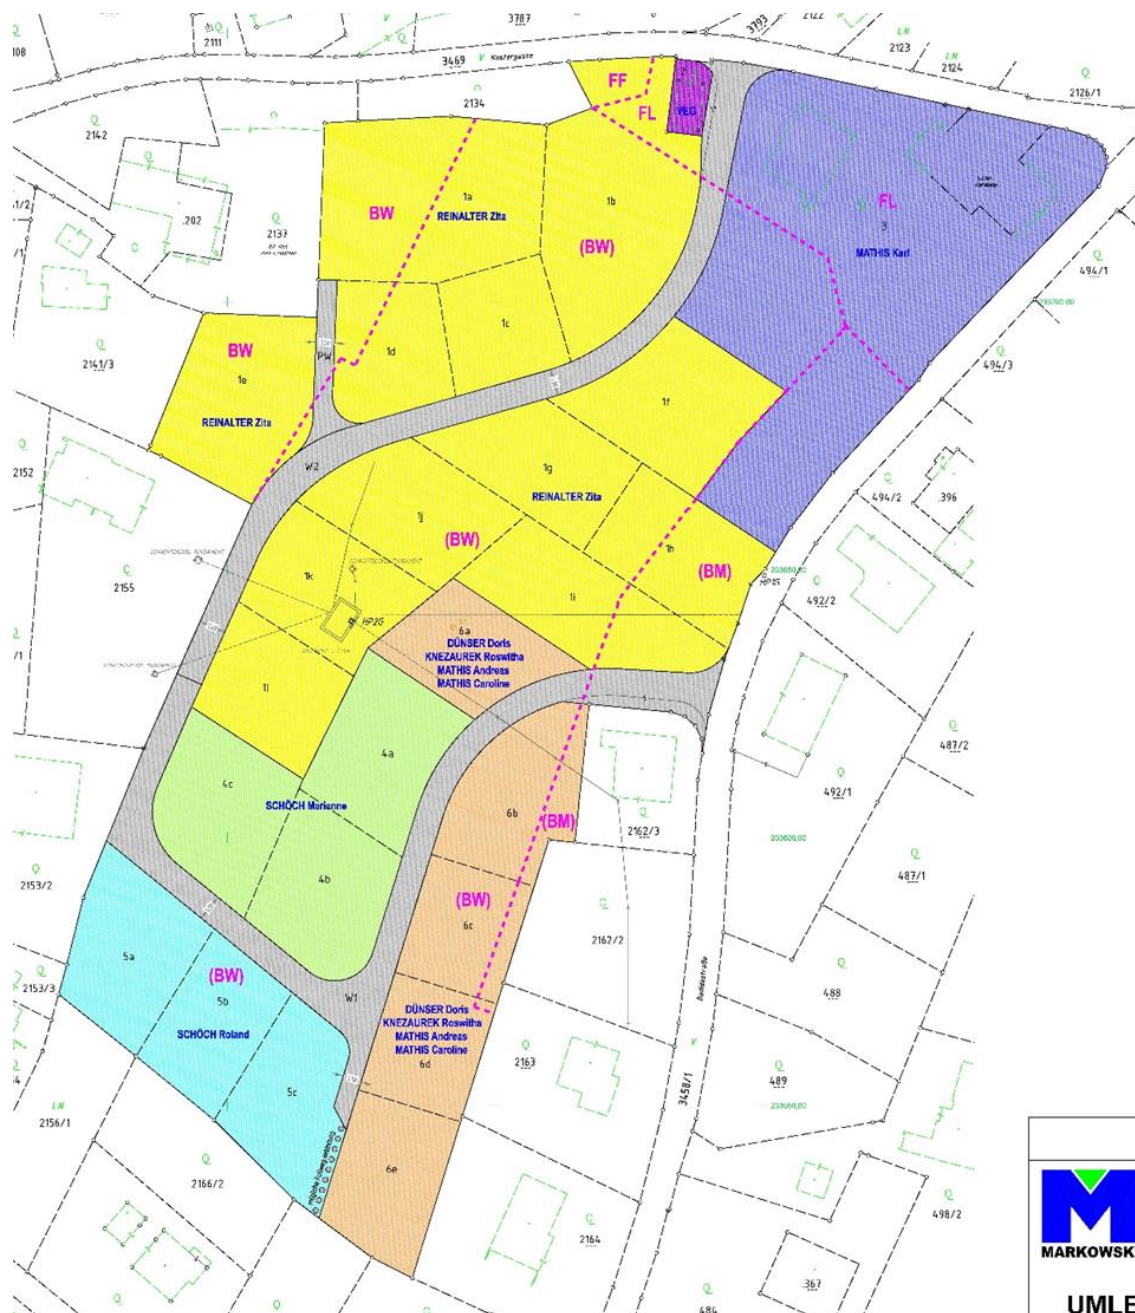 3787
3793
2122
2111
LN
2123
3469
V
LN
2124
FF
2126/1
2134
FL
VEG
2142
1a
BW
REINALTER Zita
1b
.202
FL
3
2137
(BW)
MATHIS Karl
494/1
1c
BW
1d
PW
2141/3
1e
494/3
1f
REINALTER Zita
2152
W2
1g
494/2
.396
REINALTER Zita
1j
(BW)
1h
(BM)
2155
1k
1i
492/2
HP2G
6a
DÜNSER Doris
KNEZAUREK Roswitha
MATHIS Andreas
MATHIS Caroline
1l
4a
487/2
4c
SCHÖCH Marianne
492/1
6b
(BM)
2162/3
487/1
2153/2
4b
(BW)
6c
2162/2
5a
(BW)
2153/3
5b
488
W1
DÜNSER Doris
KNEZAUREK Roswitha
MATHIS Andreas
MATHIS Caroline
SCHÖCH Roland
6d
2163
5c
489
3458/1
LN
2156/1
6e
2166/2
498/2
2164
MARKOWSK
367
484
UMLE